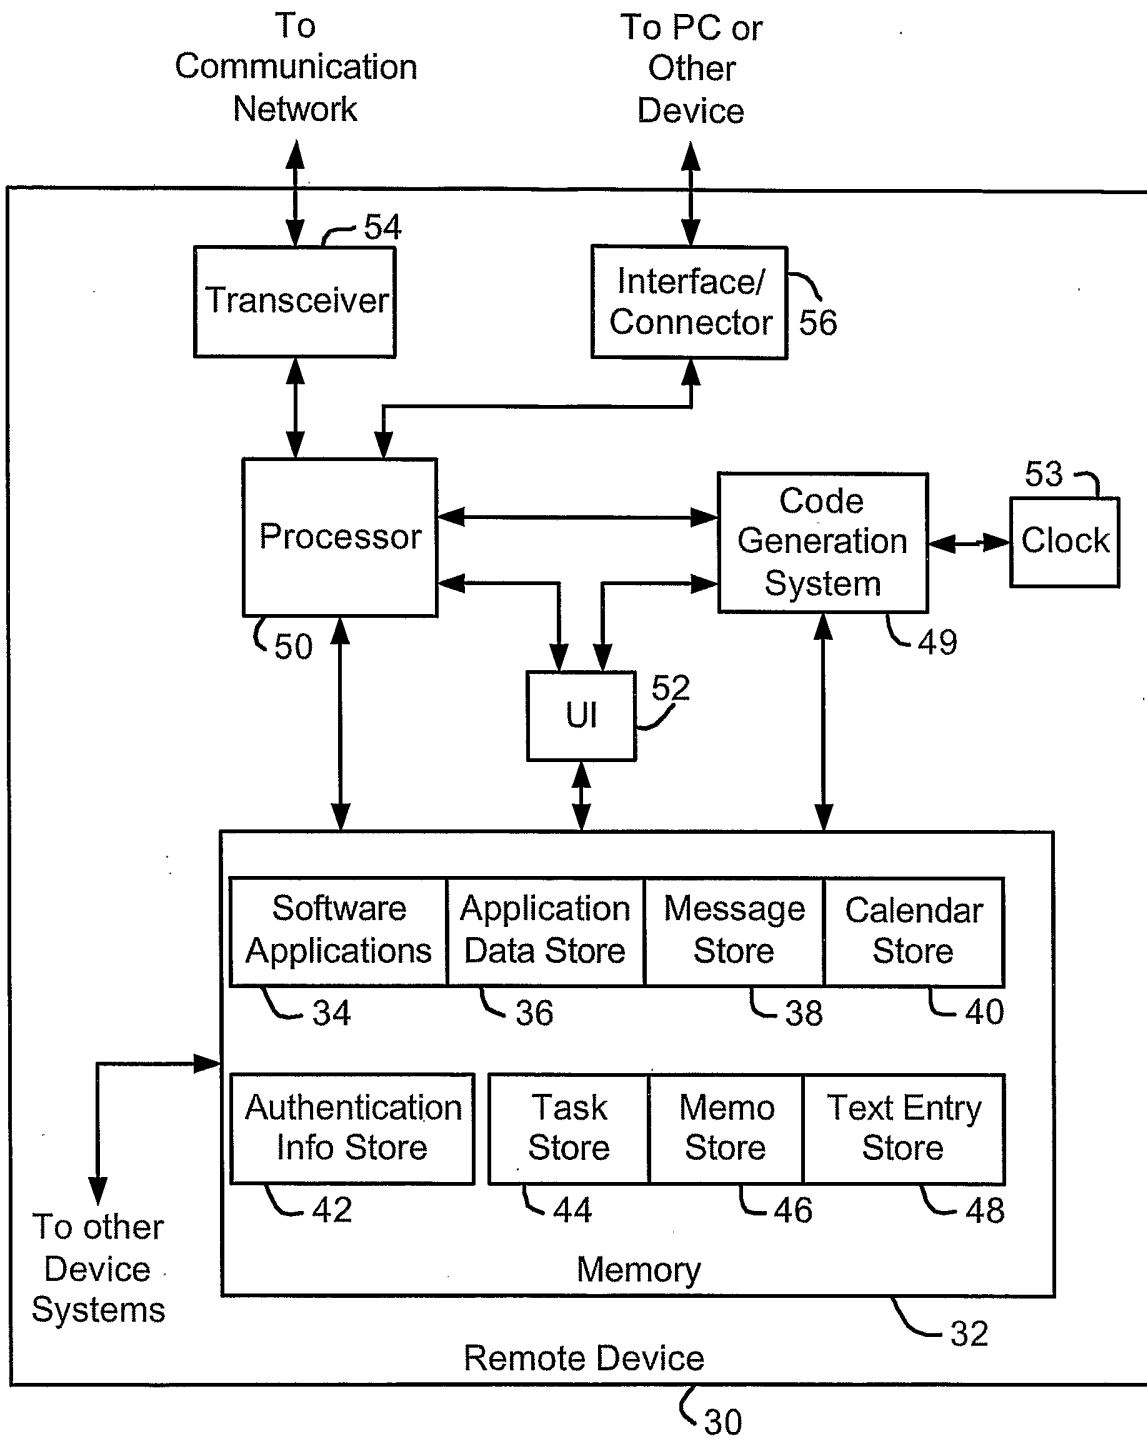 To
Communication
Network
To PC or
Other
Device
54
Transceiver
Interface/
Connector
56
Processor
50
Code
Generation
System
49
53
Clock
52
UI
Software
Applications
34
Application
Data Store
36
Message
Store
38
Calendar
Store
40
Authentication
Info Store
42
Task
Store
44
Memo
Store
46
Text Entry
Store
48
To other
Device
Systems
Memory
32
Remote Device
30